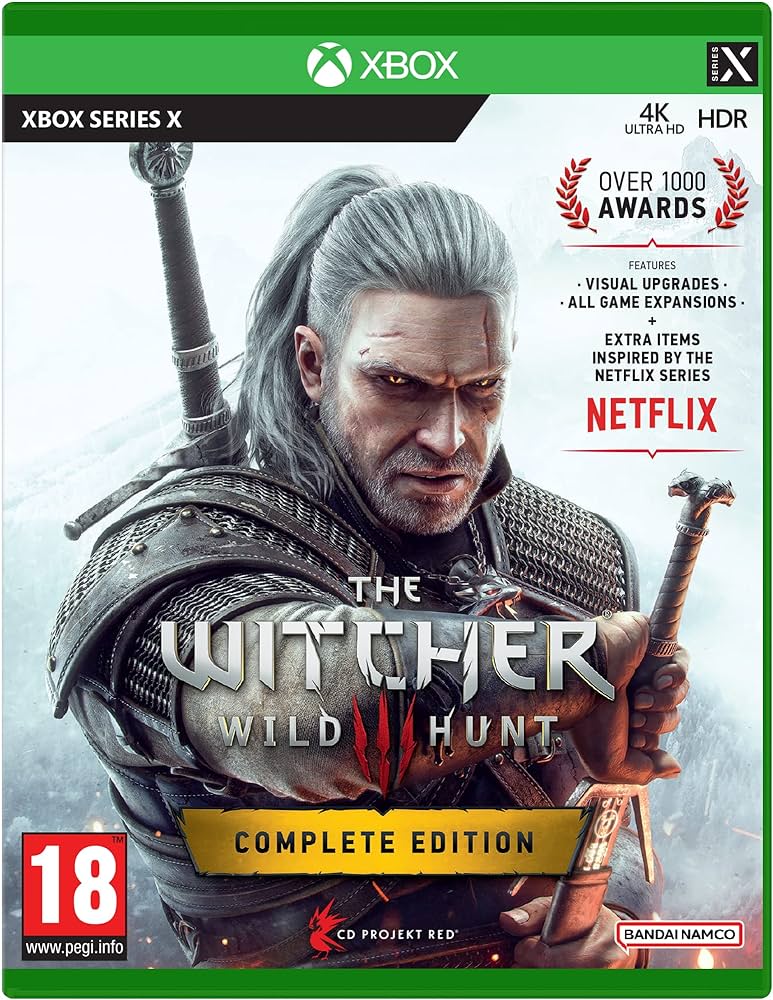 XBOX
SERIES X
XBOX SERIES X
4K
ULTRA HD
HDR
OVER 1000
AWARDS
FEATURES
· VISUAL UPGRADES ·
· ALL GAME EXPANSIONS ·
+
EXTRA ITEMS
INSPIRED BY THE
NETFLIX SERIES
NETFLIX
THE
WITCHER®
WILD III HUNT
COMPLETE EDITION
18™
www.pegi.info
CD PROJEKT RED®
BANDAI NAMCO